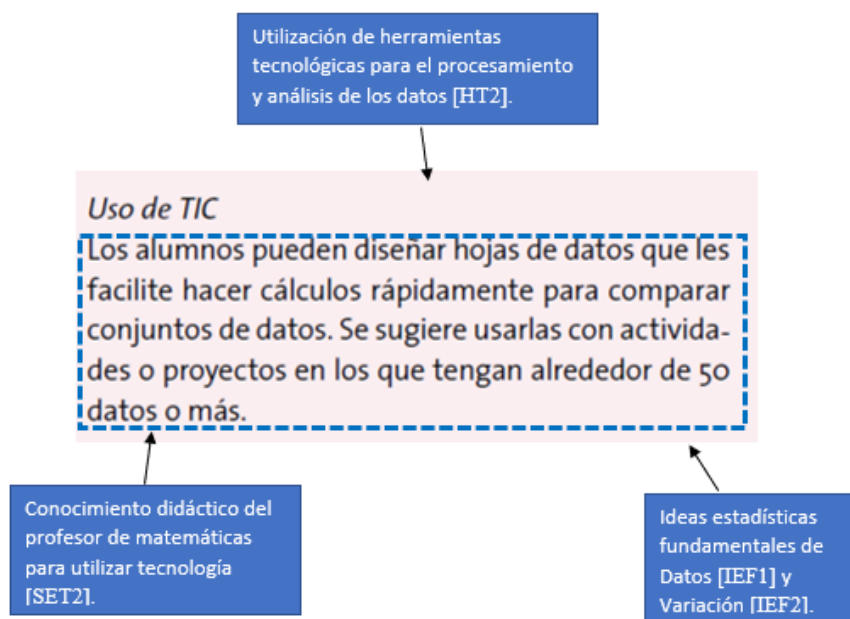 Utilización de herramientas
tecnológicas para el procesamiento
y análisis de los datos [HT2].
Uso de TIC
Los alumnos pueden diseñar hojas de datos que les
facilite hacer cálculos rápidamente para comparar
conjuntos de datos. Se sugiere usarlas con activida-
des o proyectos en los que tengan alrededor de 50
datos o más.
Conocimiento didáctico del
profesor de matemáticas
para utilizar tecnología
[SET2].
Ideas estadísticas
fundamentales de
Datos [IEF1] y
Variación [IEF2].